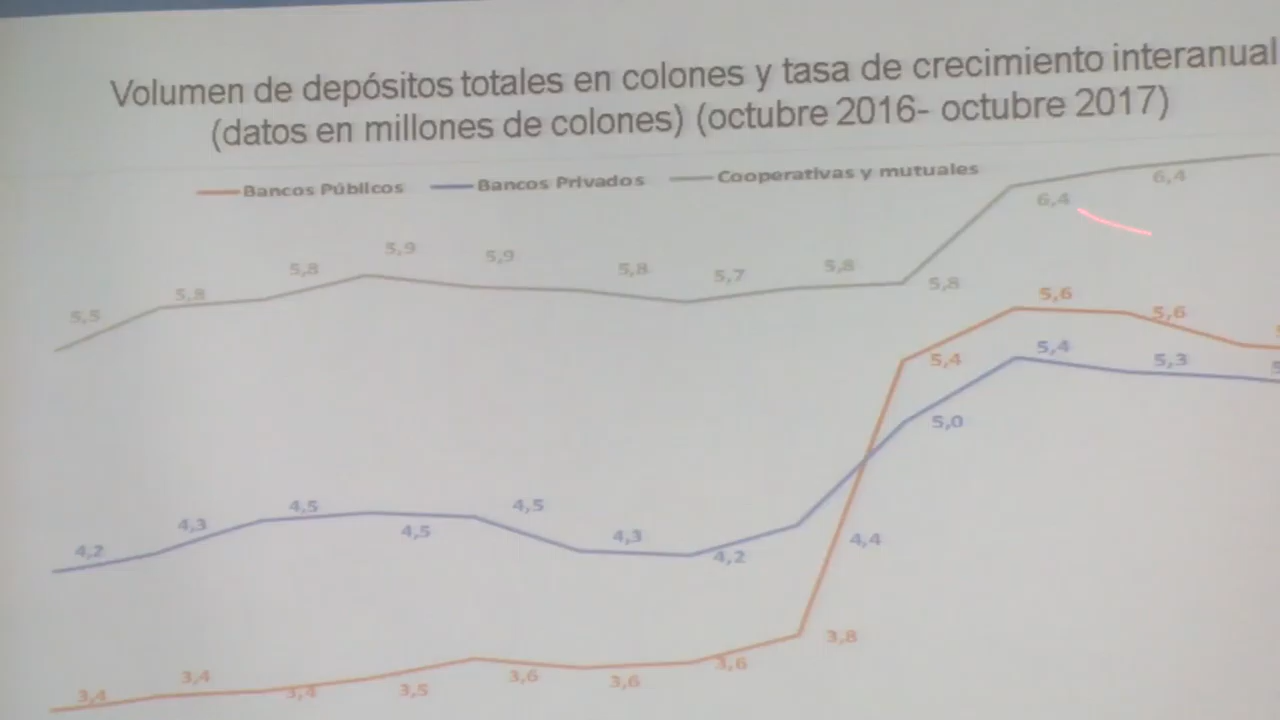 Volumen de depósitos totales en colones y tasa de crecimiento interanual
(datos en millones de colones) (octubre 2016- octubre 2017)
Bancos Públicos Bancos Privados Cooperativas y mutuales
5,5 5,8 5,8 5,9 5,9 5,8 5,7 5,8 5,8 6,4 6,4
4,2 4,3 4,5 4,5 4,5 4,3 4,2 4,4 5,0 5,4 5,3
3,4 3,4 3,4 3,5 3,6 3,6 3,6 3,8 5,4 5,6 5,6